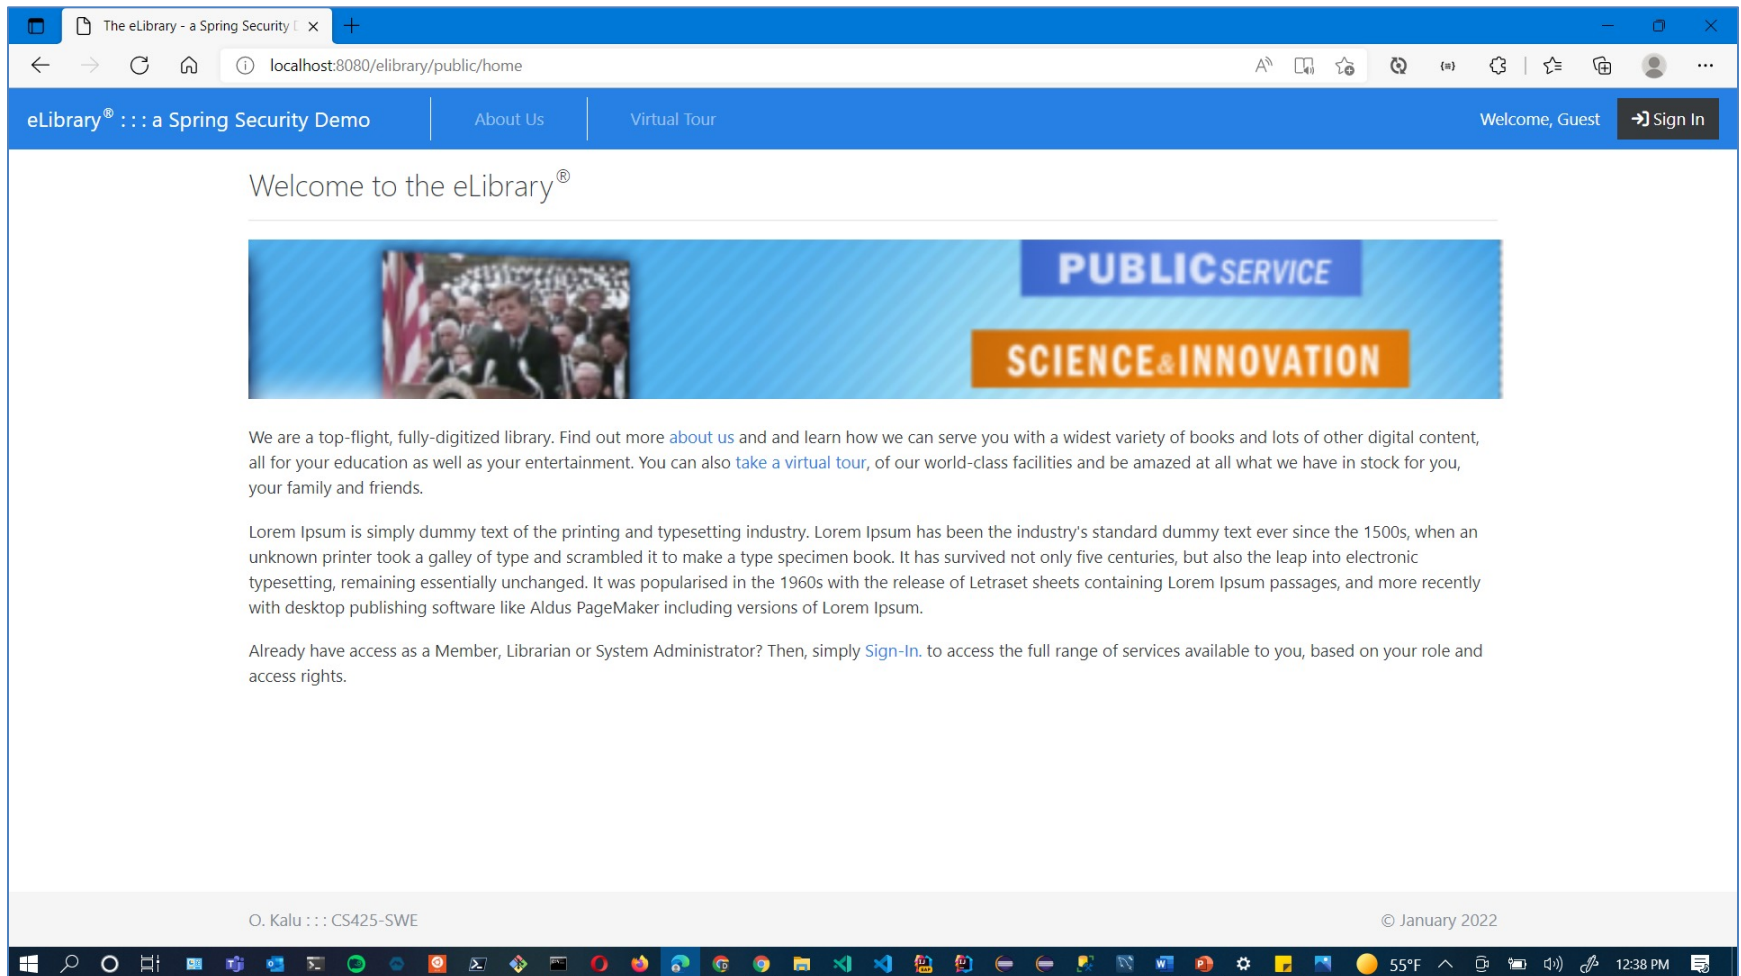 The eLibrary - a Spring Security D
localhost:8080/elibrary/public/home
eLibrary® : : : a Spring Security Demo
About Us
Virtual Tour
Welcome, Guest
Sign In
Welcome to the eLibrary®
PUBLIC SERVICE
SCIENCE & INNOVATION
We are a top-flight, fully-digitized library. Find out more about us and and learn how we can serve you with a widest variety of books and lots of other digital content,
all for your education as well as your entertainment. You can also take a virtual tour, of our world-class facilities and be amazed at all what we have in stock for you,
your family and friends.
Lorem Ipsum is simply dummy text of the printing and typesetting industry. Lorem Ipsum has been the industry's standard dummy text ever since the 1500s, when an
unknown printer took a galley of type and scrambled it to make a type specimen book. It has survived not only five centuries, but also the leap into electronic
typesetting, remaining essentially unchanged. It was popularised in the 1960s with the release of Letraset sheets containing Lorem Ipsum passages, and more recently
with desktop publishing software like Aldus PageMaker including versions of Lorem Ipsum.
Already have access as a Member, Librarian or System Administrator? Then, simply Sign-In. to access the full range of services available to you, based on your role and
access rights.
O. Kalu : : : CS425-SWE
© January 2022
55°F
12:38 PM